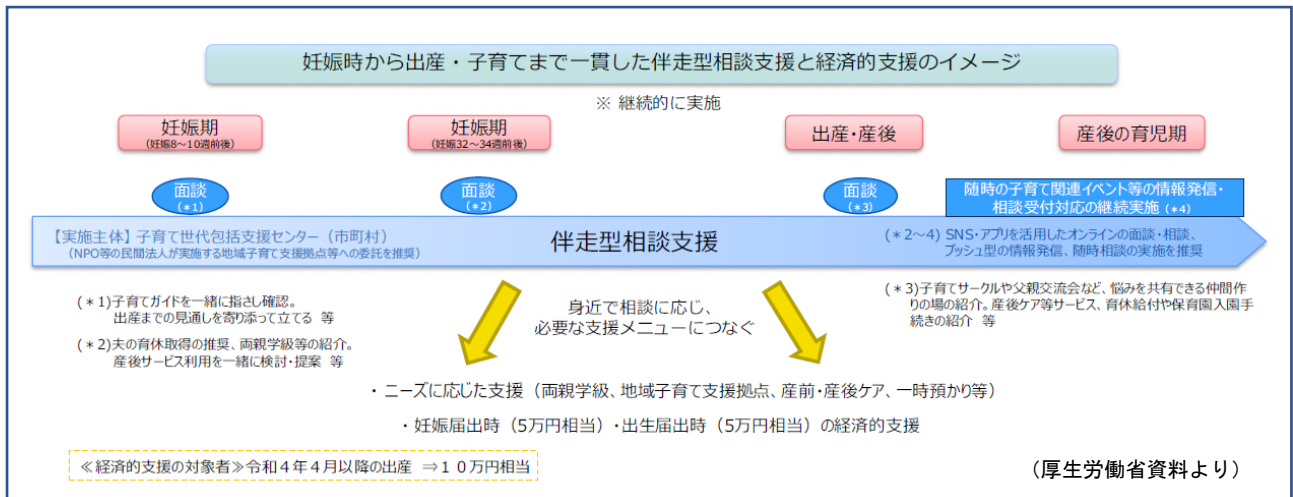 妊娠時から出産・子育てまで一貫した伴走型相談支援と経済的支援のイメージ
※ 継続的に実施
妊娠期
(妊娠8～10週前後)
妊娠期
(妊娠32～34週前後)
出産・産後
産後の育児期
面談
(*1)
面談
(*2)
面談
(*3)
随時の子育て関連イベント等の情報発信・
相談受付対応の継続実施 (*4)
【実施主体】子育て世代包括支援センター（市町村）
（NPO等の民間法人が実施する地域子育て支援拠点等への委託を推奨）
伴走型相談支援
(*2～4) SNS・アプリを活用したオンラインの面談・相談、
プッシュ型の情報発信、随時相談の実施を推奨
(*1)子育てガイドを一緒に指さし確認。
出産までの見通しを寄り添って立てる 等
(*2)夫の育休取得の推奨、両親学級等の紹介。
産後サービス利用を一緒に検討・提案 等
身近で相談に応じ、
必要な支援メニューにつなぐ
(*3)子育てサークルや父親交流会など、悩みを共有できる仲間作
りの場の紹介。産後ケア等サービス、育休給付や保育園入園手
続きの紹介 等
・ニーズに応じた支援（両親学級、地域子育て支援拠点、産前・産後ケア、一時預かり等）
・妊娠届出時（5万円相当）・出生届出時（5万円相当）の経済的支援
≪経済的支援の対象者≫令和４年４月以降の出産 ⇒１０万円相当
（厚生労働省資料より）